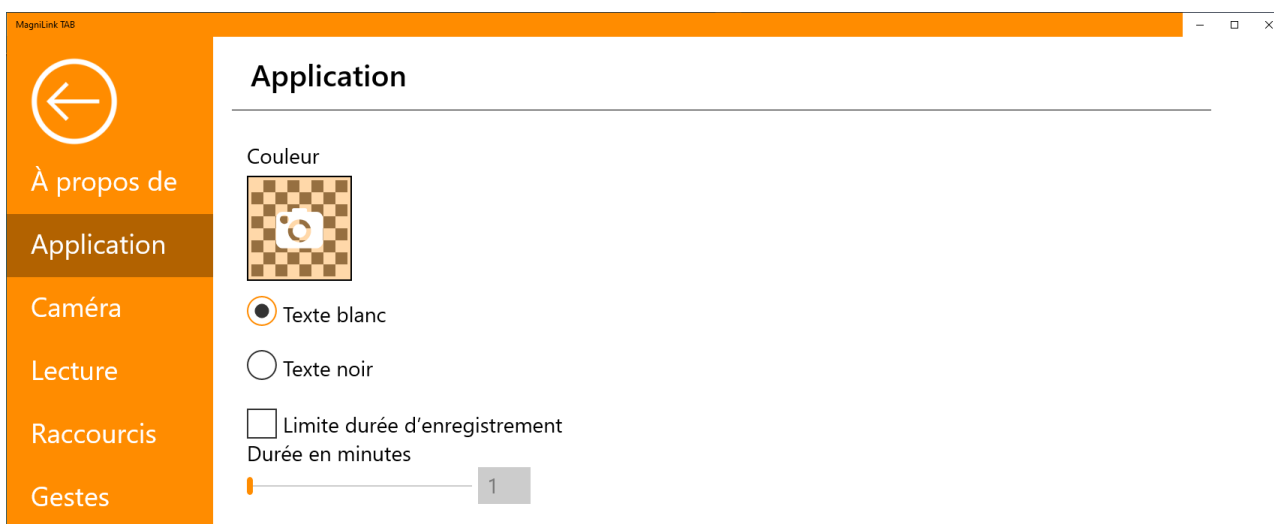 MagniLink TAB
À propos de
Application
Caméra
Lecture
Raccourcis
Gestes
Application
Couleur
Texte blanc
Texte noir
Limite durée d’enregistrement
Durée en minutes
1